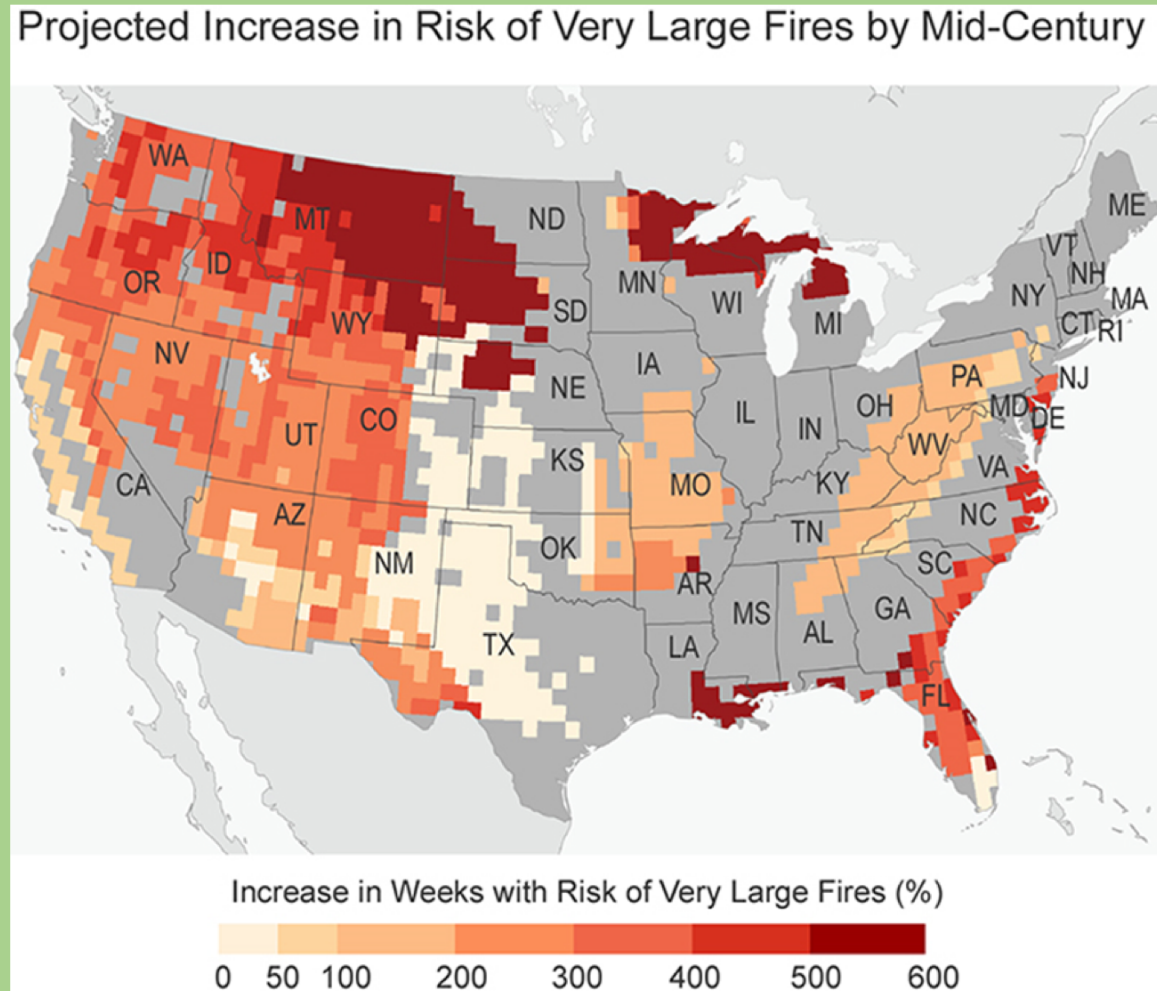 Projected Increase in Risk of Very Large Fires by Mid-Century
WA
MT
ND
ME
OR
ID
MN
VT
NH
WY
SD
WI
MI
NY
MA
CT
RI
NV
IA
NE
PA
NJ
UT
CO
IL
IN
OH
MD
DE
CA
KS
MO
KY
WV
VA
AZ
NM
OK
TN
NC
AR
SC
TX
LA
MS
AL
GA
FL
Increase in Weeks with Risk of Very Large Fires (%)
0 50 100 200 300 400 500 600